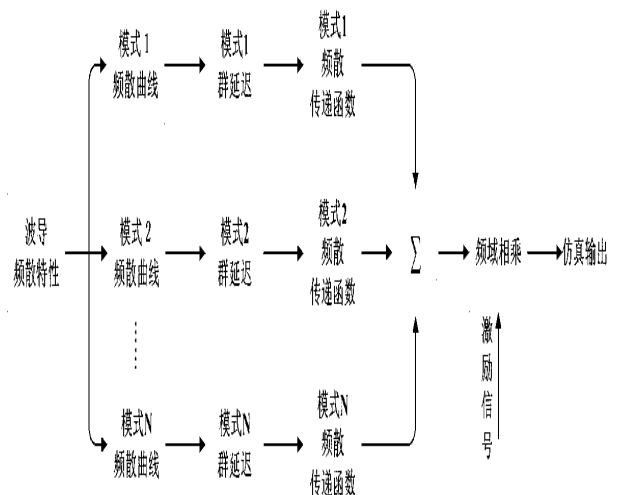 模式1
频散曲线
模式1
群延迟
模式1
频散
传递函数
波导
频散特性
模式2
频散曲线
模式2
群延迟
模式2
频散
传递函数
∑
频域相乘
仿真输出
激励信号
模式N
频散曲线
模式N
群延迟
模式N
频散
传递函数